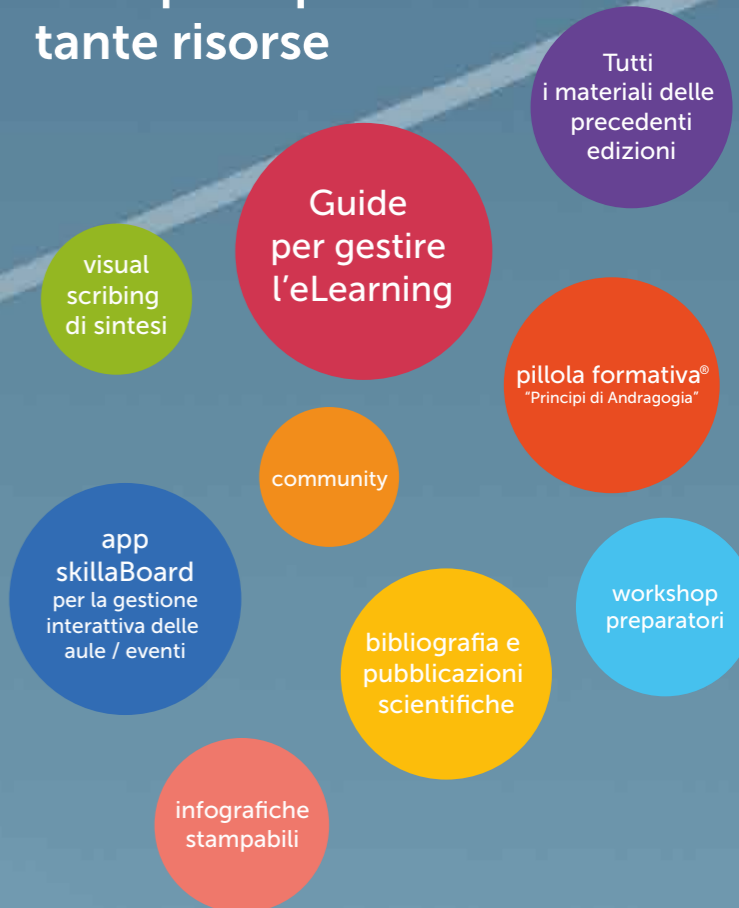 tante risorse
Tutti
i materiali delle
precedenti
edizioni
Guide
per gestire
l'eLearning
visual
scribing
di sintesi
pillola formativa®
"Principi di Andragogia"
community
app
skillaBoard
per la gestione
interattiva delle
aule / eventi
workshop
preparatori
bibliografia e
pubblicazioni
scientifiche
infografiche
stampabili